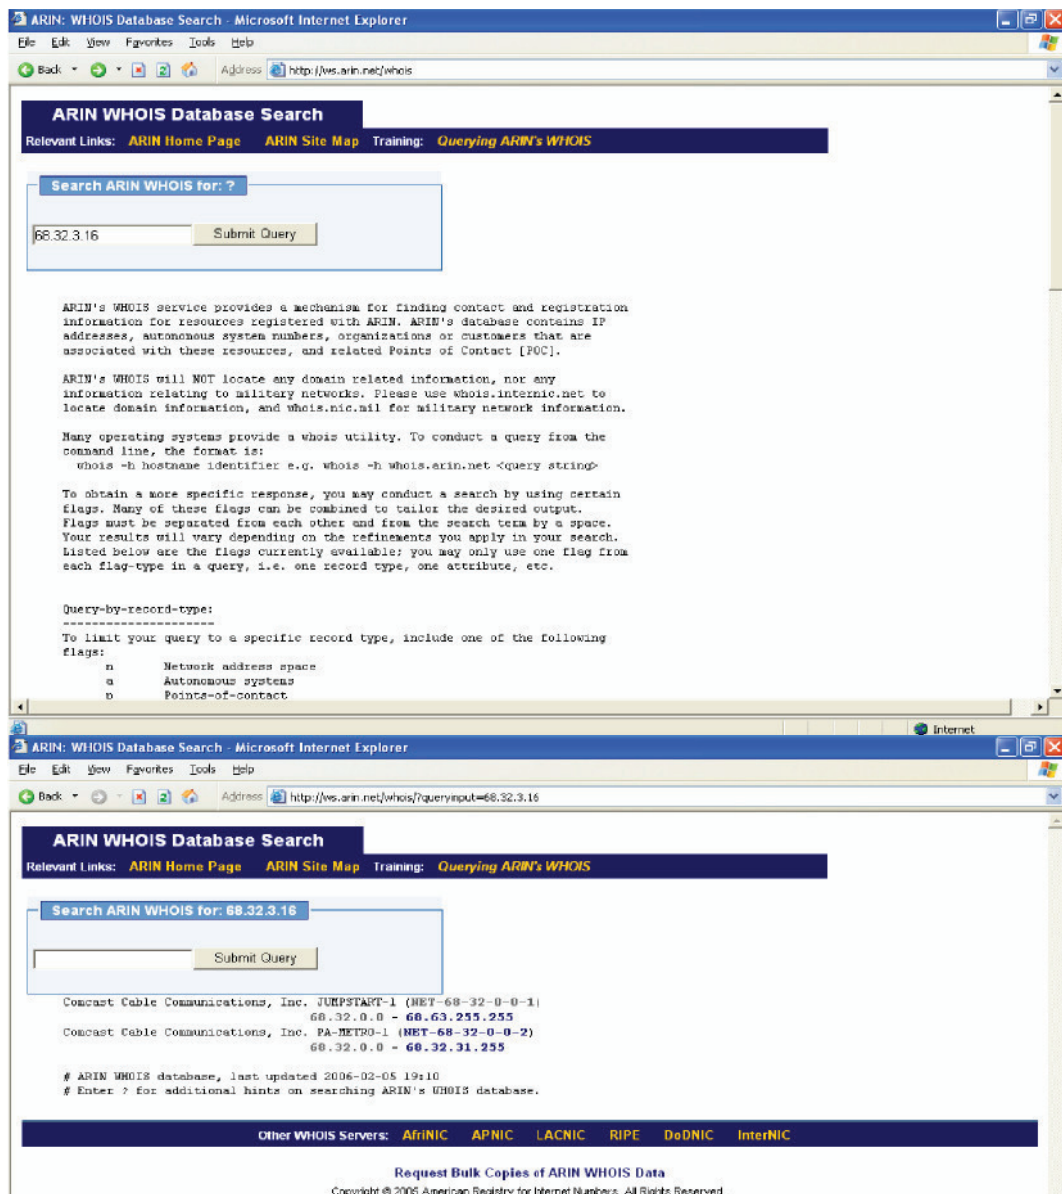 ARIN: WHOIS Database Search - Microsoft Internet Explorer
File Edit View Favorites Tools Help
Back Address http://ws.arin.net/whois
ARIN WHOIS Database Search
Relevant Links: ARIN Home Page ARIN Site Map Training: Querying ARIN's WHOIS
Search ARIN WHOIS for: ?
68.32.3.16 Submit Query
ARIN's WHOIS service provides a mechanism for finding contact and registration
information for resources registered with ARIN. ARIN's database contains IP
addresses, autonomous system numbers, organizations or customers that are
associated with these resources, and related Points of Contact [POC].
ARIN's WHOIS will NOT locate any domain related information, nor any
information relating to military networks. Please use whois.internic.net to
locate domain information, and whois.nic.mil for military network information.
Many operating systems provide a whois utility. To conduct a query from the
command line, the format is:
whois -h hostname identifier e.g. whois -h whois.arin.net <query string>
To obtain a more specific response, you may conduct a search by using certain
flags. Many of these flags can be combined to tailor the desired output.
Flags must be separated from each other and from the search term by a space.
Your results will vary depending on the refinements you apply in your search.
Listed below are the flags currently available; you may only use one flag from
each flag-type in a query, i.e. one record type, one attribute, etc.
Query-by-record-type:
---------------------
To limit your query to a specific record type, include one of the following
flags:
n Network address space
a Autonomous systems
p Points-of-contact
Internet
ARIN: WHOIS Database Search - Microsoft Internet Explorer
File Edit View Favorites Tools Help
Back Address http://ws.arin.net/whois/?queryinput=68.32.3.16
ARIN WHOIS Database Search
Relevant Links: ARIN Home Page ARIN Site Map Training: Querying ARIN's WHOIS
Search ARIN WHOIS for: 68.32.3.16
Submit Query
Comcast Cable Communications, Inc. JUMPSTART-1 (NET-68-32-0-0-1)
68.32.0.0 - 68.63.255.255
Comcast Cable Communications, Inc. PA-METRO-1 (NET-68-32-0-0-2)
68.32.0.0 - 68.32.31.255
# ARIN WHOIS database, last updated 2006-02-05 19:10
# Enter ? for additional hints on searching ARIN's WHOIS database.
Other WHOIS Servers: AfriNIC APNIC LACNIC RIPE DoDNIC InterNIC
Request Bulk Copies of ARIN WHOIS Data
Copyright © 2005 American Registry for Internet Numbers. All Rights Reserved